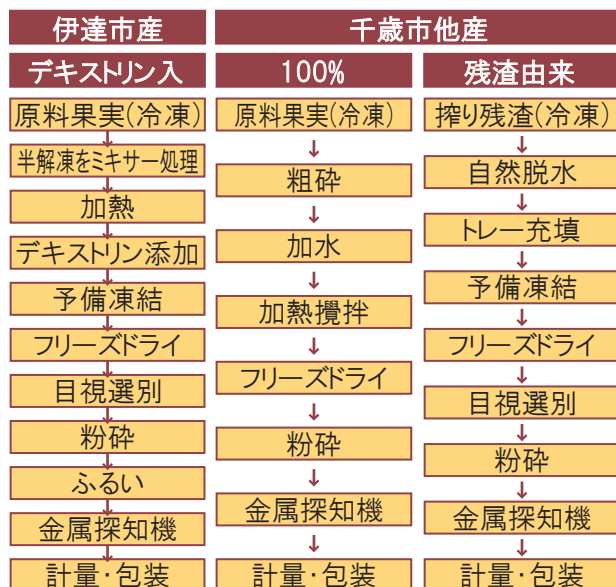 伊達市産
千歳市他産
デキストリン入
100%
残渣由来
原料果実(冷凍)
半解凍をミキサー処理
加熱
デキストリン添加
予備凍結
フリーズドライ
目視選別
粉砕
ふるい
金属探知機
計量･包装
原料果実(冷凍)
粗砕
加水
加熱攪拌
フリーズドライ
粉砕
金属探知機
計量･包装
搾り残渣(冷凍)
自然脱水
トレー充填
予備凍結
フリーズドライ
目視選別
粉砕
金属探知機
計量･包装